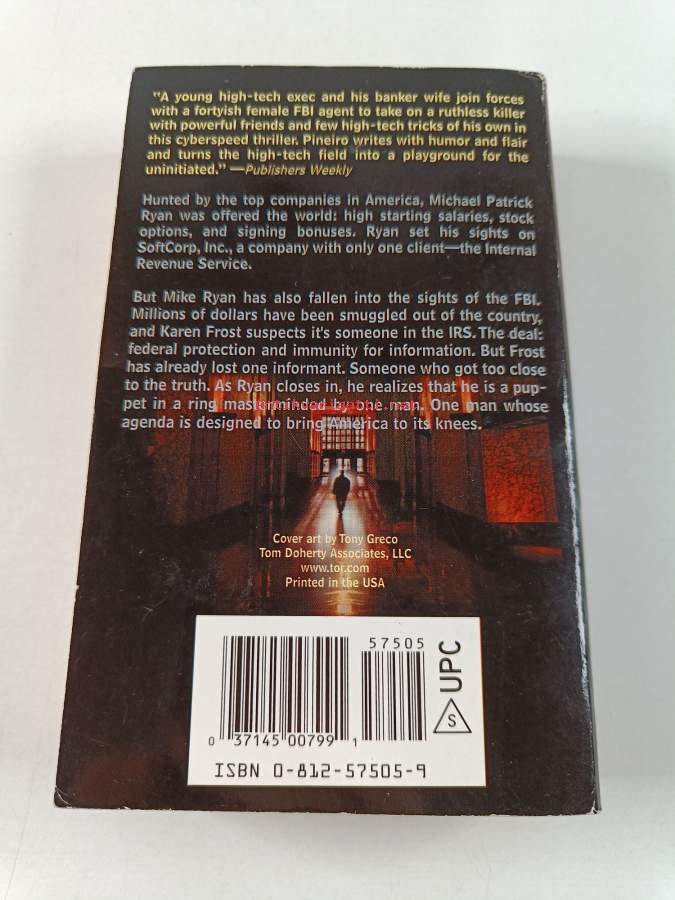 "A young high-tech exec and his banker wife join forces
with a fortyish female FBI agent to take on a ruthless killer
with powerful friends and few high-tech tricks of his own in
this cyberspeed thriller. Pineiro writes with humor and flair
and turns the high-tech field into a playground for the
uninitiated." —Publishers Weekly
Hunted by the top companies in America, Michael Patrick
Ryan was offered the world: high starting salaries, stock
options, and signing bonuses. Ryan set his sights on
SoftCorp, Inc., a company with only one client—the Internal
Revenue Service.
But Mike Ryan has also fallen into the sights of the FBI.
Millions of dollars have been smuggled out of the country,
and Karen Frost suspects it's someone in the IRS. The deal:
federal protection and immunity for information. But Frost
has already lost one informant. Someone who got too close
to the truth. As Ryan closes in, he realizes that he is a pup-
pet in a ring masterminded by one man. One man whose
agenda is designed to bring America to its knees.
Cover art by Tony Greco
Tom Doherty Associates, LLC
www.tor.com
Printed in the USA
57505
UPC
S
0 37145 00799 1
ISBN 0-812-57505-9